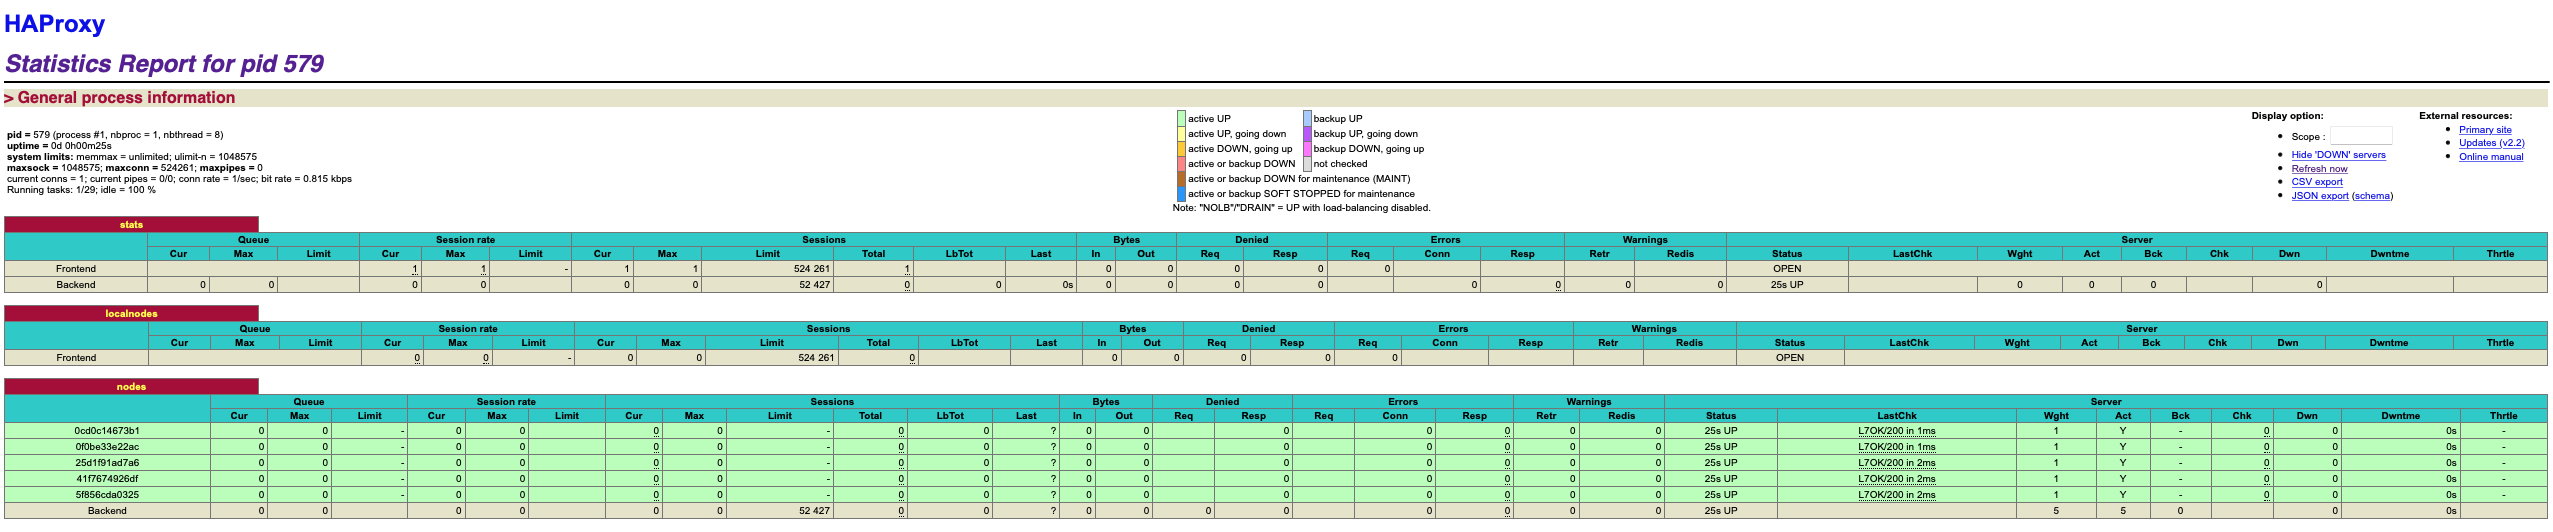 HAProxy
Statistics Report for pid 579
> General process information
pid = 579 (process #1, nbproc = 1, nbthread = 8)
uptime = 0d 0h00m25s
system limits: memmax = unlimited; ulimit-n = 1048575
maxsock = 1048575; maxconn = 524261; maxpipes = 0
current conns = 1; current pipes = 0/0; conn rate = 1/sec; bit rate = 0.815 kbps
Running tasks: 1/29; idle = 100 %
active UP backup UP
active UP, going down backup UP, going down
active DOWN, going up backup DOWN, going up
active or backup DOWN not checked
active or backup DOWN for maintenance (MAINT)
active or backup SOFT STOPPED for maintenance
Note: "NOLB"/"DRAIN" = UP with load-balancing disabled.
Display option:
• Scope :
• Hide 'DOWN' servers
• Refresh now
• CSV export
• JSON export (schema)
External resources:
• Primary site
• Updates (v2.2)
• Online manual
stats
Queue Session rate Sessions Bytes Denied Errors Warnings Server
Cur Max Limit Cur Max Limit Cur Max Limit Total LbTot Last In Out Req Resp Req Conn Resp Retr Redis Status LastChk Wght Act Bck Chk Dwn Dwntme Thrtle
Frontend 1 1 - 1 1 524 261 1 0 0 0 0 0 OPEN
Backend 0 0 0 0 0 0 52 427 0 0 0s 0 0 0 0 0 0 0 0 25s UP 0 0 0 0
localnodes
Queue Session rate Sessions Bytes Denied Errors Warnings Server
Cur Max Limit Cur Max Limit Cur Max Limit Total LbTot Last In Out Req Resp Req Conn Resp Retr Redis Status LastChk Wght Act Bck Chk Dwn Dwntme Thrtle
Frontend 0 0 - 0 0 524 261 0 0 0 0 0 0 OPEN
nodes
Queue Session rate Sessions Bytes Denied Errors Warnings Server
Cur Max Limit Cur Max Limit Cur Max Limit Total LbTot Last In Out Req Resp Req Conn Resp Retr Redis Status LastChk Wght Act Bck Chk Dwn Dwntme Thrtle
0cd0c14673b1 0 0 - 0 0 0 0 - 0 0 ? 0 0 0 0 0 0 0 25s UP L7OK/200 in 1ms 1 Y - 0 0 0s -
0f0be33e22ac 0 0 - 0 0 0 0 - 0 0 ? 0 0 0 0 0 0 0 25s UP L7OK/200 in 1ms 1 Y - 0 0 0s -
25d1f91ad7a6 0 0 - 0 0 0 0 - 0 0 ? 0 0 0 0 0 0 0 25s UP L7OK/200 in 2ms 1 Y - 0 0 0s -
41f7674926df 0 0 - 0 0 0 0 - 0 0 ? 0 0 0 0 0 0 0 25s UP L7OK/200 in 2ms 1 Y - 0 0 0s -
5f856cda0325 0 0 - 0 0 0 0 - 0 0 ? 0 0 0 0 0 0 0 25s UP L7OK/200 in 2ms 1 Y - 0 0 0s -
Backend 0 0 0 0 0 0 52 427 0 0 ? 0 0 0 0 0 0 0 0 25s UP 5 5 0 0 0s